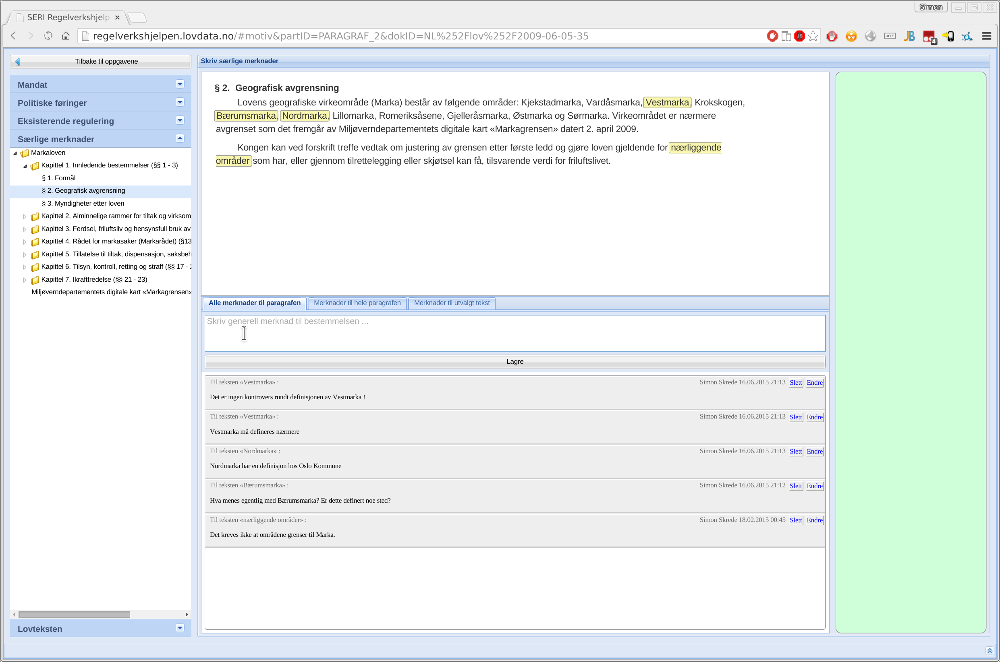 Simon
SERI Regelverkshjelp
regelverkshjelpen.lovdata.no/#motiv&partID=PARAGRAF_2&dokID=NL%252Flov%252F2009-06-05-35
JS
WTF
JB
4
Tilbake til oppgavene
Mandat
Politiske føringer
Eksisterende regulering
Særlige merknader
Markaloven
Kapittel 1. Innledende bestemmelser (§§ 1 - 3)
§ 1. Formål
§ 2. Geografisk avgrensning
§ 3. Myndigheter etter loven
Kapittel 2. Alminnelige rammer for tiltak og virksom
Kapittel 3. Ferdsel, friluftsliv og hensynsfull bruk av
Kapittel 4. Rådet for markasaker (Markarådet) (§13
Kapittel 5. Tillatelse til tiltak, dispensasjon, saksbeh
Kapittel 6. Tilsyn, kontroll, retting og straff (§§ 17 - 2
Kapittel 7. Ikrafttredelse (§§ 21 - 23)
Miljøverndepartementets digitale kart «Markagrensen»
Lovteksten
Skriv særlige merknader
§ 2. Geografisk avgrensning
Lovens geografiske virkeområde (Marka) består av følgende områder: Kjekstadmarka, Vardåsmarka, Vestmarka, Krokskogen,
Bærumsmarka, Nordmarka, Lillomarka, Romeriksåsene, Gjelleråsmarka, Østmarka og Sørmarka. Virkeområdet er nærmere
avgrenset som det fremgår av Miljøverndepartementets digitale kart «Markagrensen» datert 2. april 2009.
Kongen kan ved forskrift treffe vedtak om justering av grensen etter første ledd og gjøre loven gjeldende for nærliggende
områder som har, eller gjennom tilrettelegging eller skjøtsel kan få, tilsvarende verdi for friluftslivet.
Alle merknader til paragrafen
Merknader til hele paragrafen
Merknader til utvalgt tekst
Skriv generell merknad til bestemmelsen ...
Lagre
Til teksten «Vestmarka» : Simon Skrede 16.06.2015 21:13 Slett Endre
Det er ingen kontrovers rundt definisjonen av Vestmarka !
Til teksten «Vestmarka» : Simon Skrede 16.06.2015 21:13 Slett Endre
Vestmarka må defineres nærmere
Til teksten «Nordmarka» : Simon Skrede 16.06.2015 21:13 Slett Endre
Nordmarka har en definisjon hos Oslo Kommune
Til teksten «Bærumsmarka» : Simon Skrede 16.06.2015 21:12 Slett Endre
Hva menes egentlig med Bærumsmarka? Er dette definert noe sted?
Til teksten «nærliggende områder» : Simon Skrede 18.02.2015 00:45 Slett Endre
Det kreves ikke at områdene grenser til Marka.